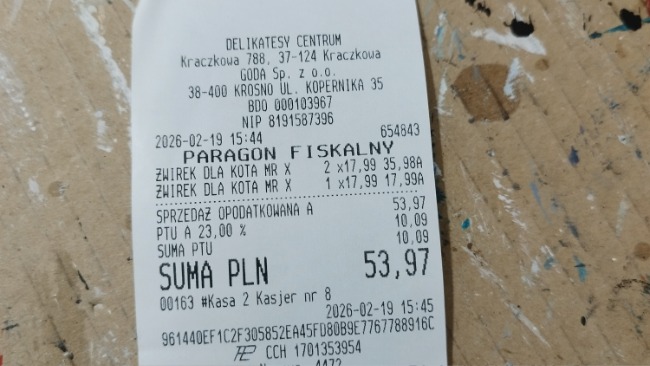 DELIKATESY CENTRUM
Kraczkowa 788, 37-124 Kraczkowa
GODA Sp. z o.o.
38-400 KROSNO UL. KOPERNIKA 35
BDO 000103967
NIP 8191587396
2026-02-19 15:44 654843
PARAGON FISKALNY
ŻWIREK DLA KOTA MR X 2 x17,99 35,98A
ŻWIREK DLA KOTA MR X 1 x17,99 17,99A
SPRZEDAŻ OPODATKOWANA A 53,97
PTU A 23,00 % 10,09
SUMA PTU 10,09
SUMA PLN 53,97
00163 #Kasa 2 Kasjer nr 8
2026-02-19 15:45
961440EF1C2F305852EA45FD80B9E7767788916C
CCH 1701353954